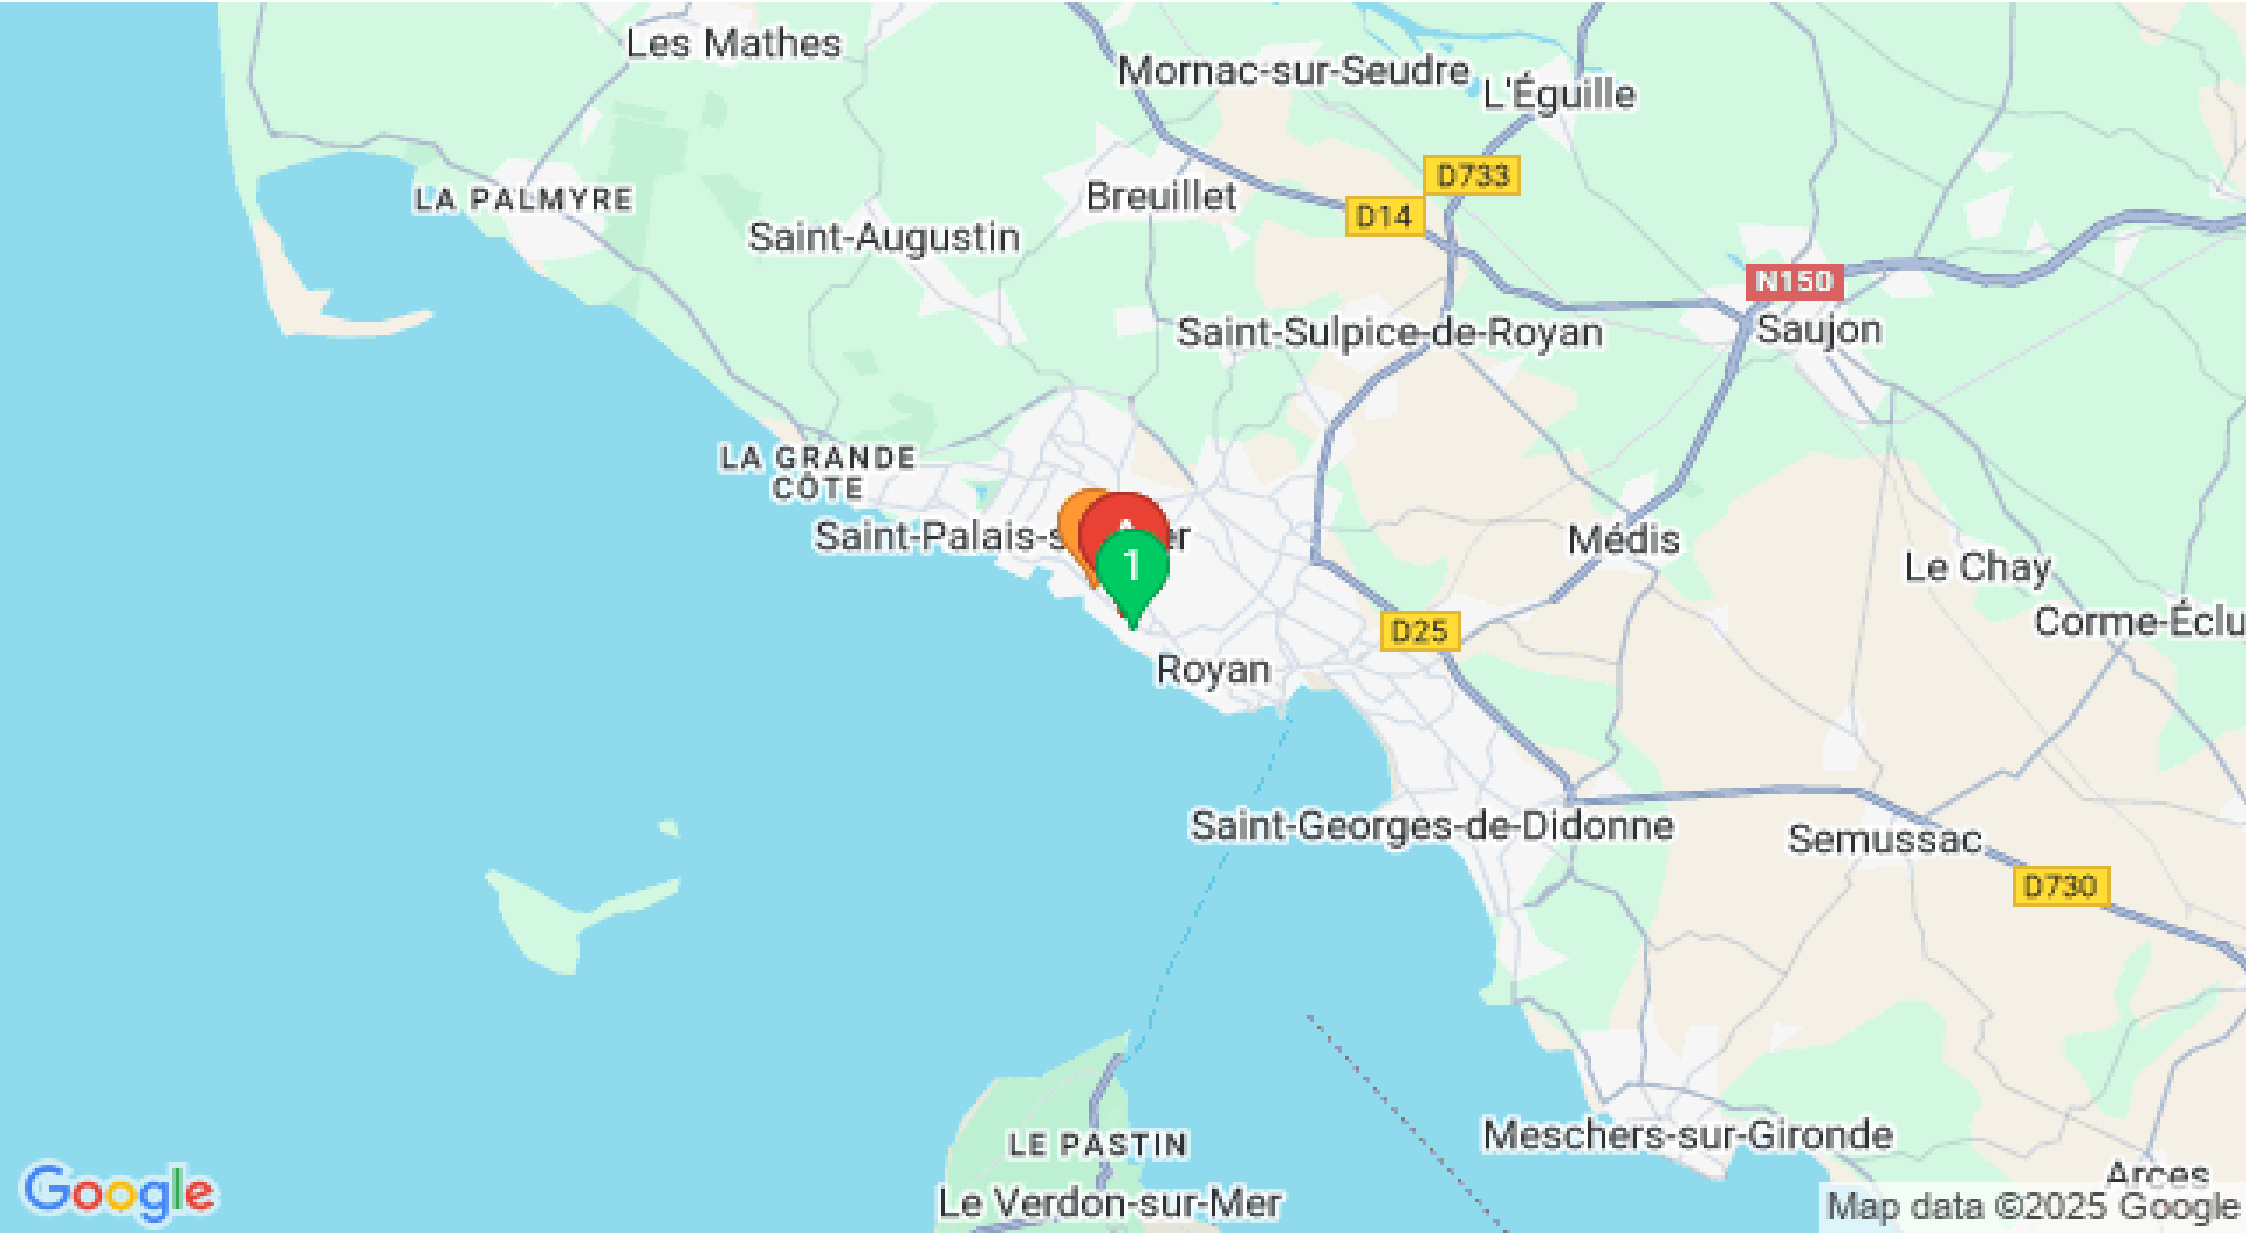 Les Mathes
Mornac-sur-Seudre
L'Éguille
D733
LA PALMYRE
Breuillet
D14
Saint-Augustin
N150
Saint-Sulpice-de-Royan
Saujon
LA GRANDE
CÔTE
Saint-Palais-s
er
1
Médis
Le Chay
Corme-Éclu
D25
Royan
Saint-Georges-de-Didonne
Semussac
D730
LE PASTIN
Meschers-sur-Gironde
Arces
Le Verdon-sur-Mer
Google
Map data ©2025 Google